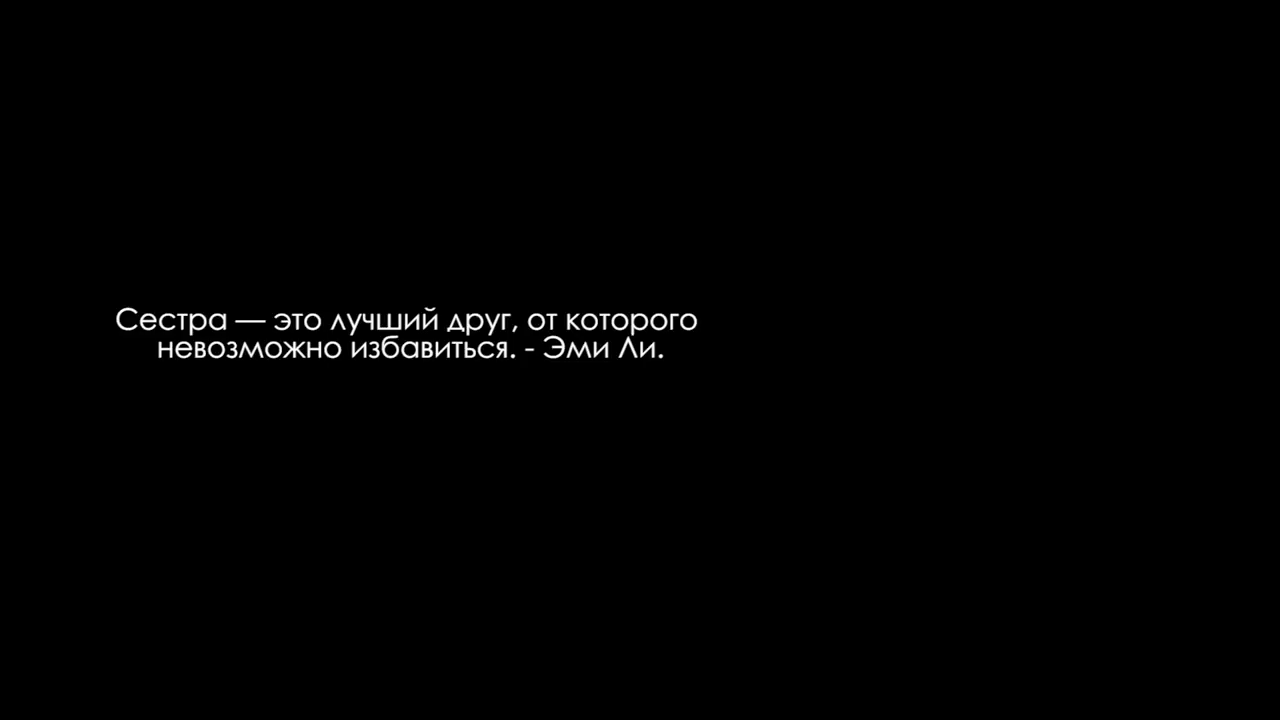 Сестра — это лучший друг, от которого
невозможно избавиться. - Эми Ли.